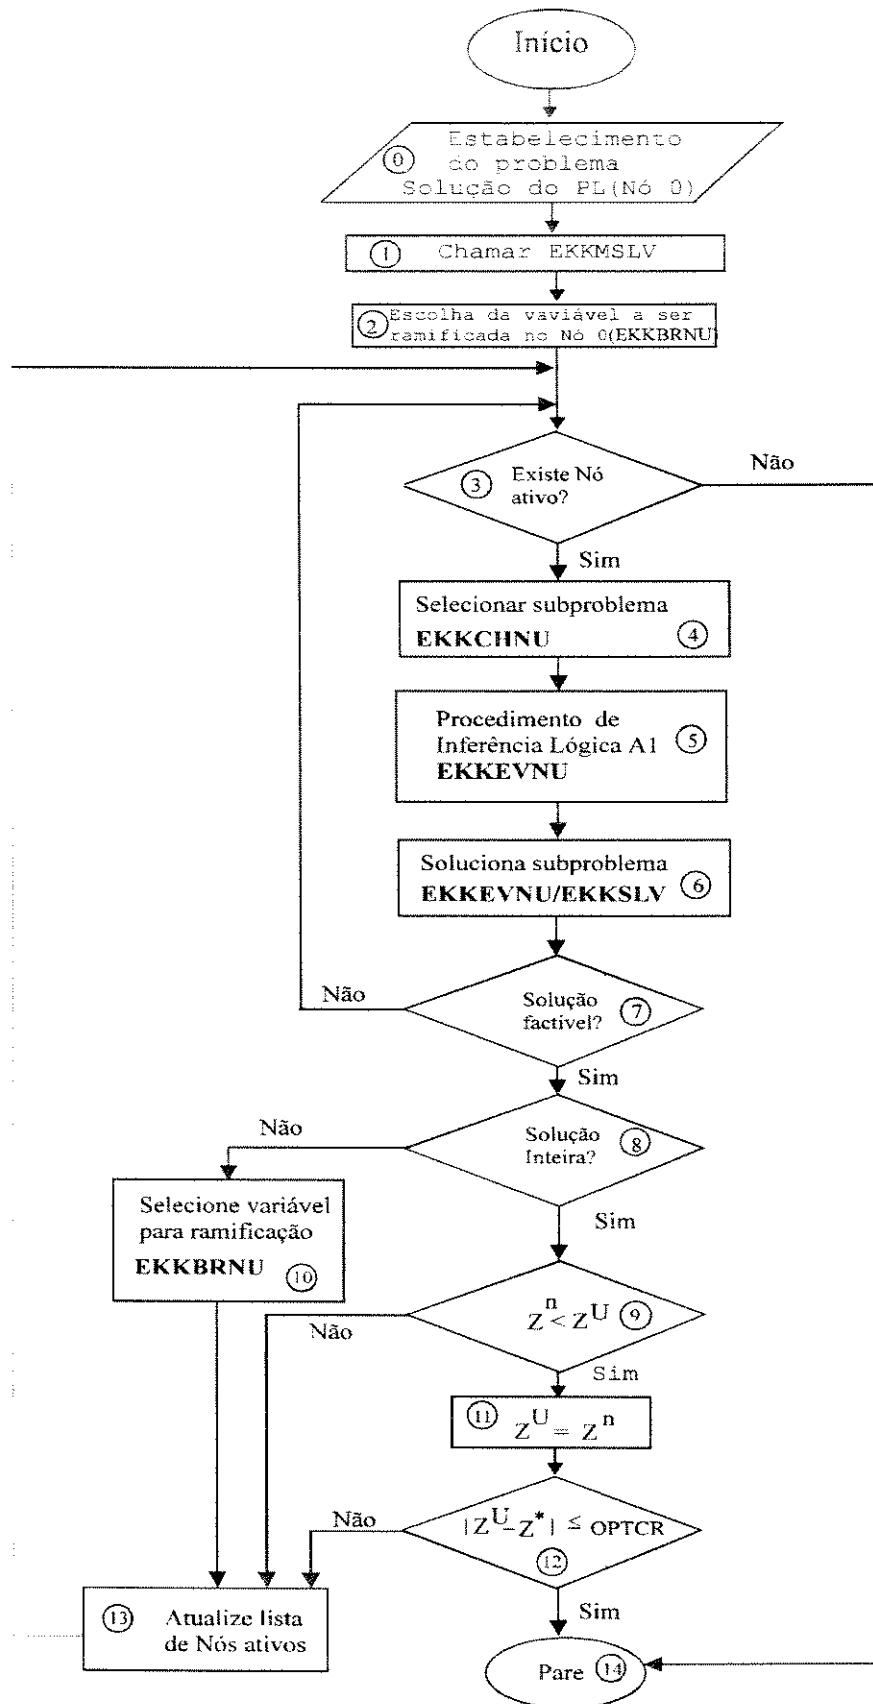 Início
Estabelecimento
0 do problema
Solução do PL(Nó 0)
1 Chamar EKKMSLV
Escolha da vaviável a ser
2 ramificada no Nó 0(EKKBRNU)
3 Existe Nó
ativo?
Não
Sim
Selecionar subproblema
EKKCHNU 4
Procedimento de
Inferência Lógica A1 5
EKKEVNU
Soluciona subproblema
EKKEVNU/EKKSLV 6
Não
Solução
factível? 7
Sim
Não
Solução
Inteira? 8
Sim
Selecione variável
para ramificação
EKKBRNU 10
Não
Z^n < Z^U 9
Sim
11 Z^U = Z^n
Não
|Z^U-Z^*| ≤ OPTCR
12
Sim
13 Atualize lista
de Nós ativos
Pare 14